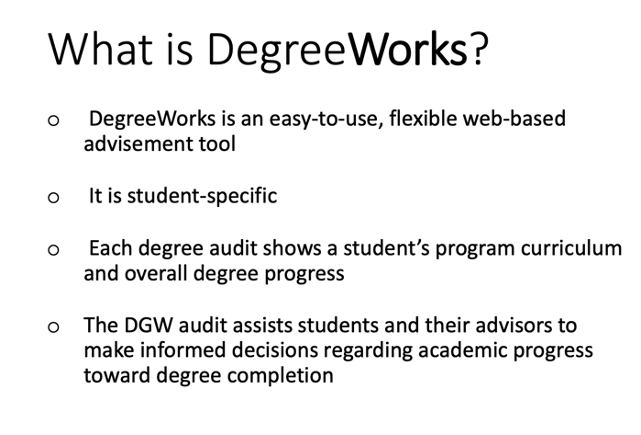 What is DegreeWorks?
o DegreeWorks is an easy-to-use, flexible web-based
advisement tool
o It is student-specific
o Each degree audit shows a student's program curriculum
and overall degree progress
o The DGW audit assists students and their advisors to
make informed decisions regarding academic progress
toward degree completion